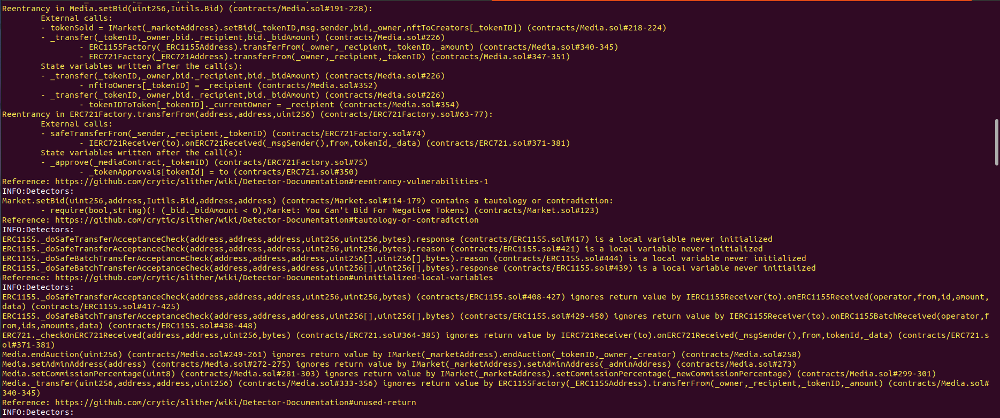 Reentrancy in Media.setBid(uint256,Iutils.Bid) (contracts/Media.sol#191-228):
External calls:
- tokenSold = IMarket(_marketAddress).setBid(_tokenID,msg.sender,bid,_owner,nftToCreators[_tokenID]) (contracts/Media.sol#218-224)
- _transfer(_tokenID,_owner,bid._recipient,bid._bidAmount) (contracts/Media.sol#226)
- ERC1155Factory(_ERC1155Address).transferFrom(_owner,_recipient,_tokenID,_amount) (contracts/Media.sol#340-345)
- ERC721Factory(_ERC721Address).transferFrom(_owner,_recipient,_tokenID) (contracts/Media.sol#347-351)
State variables written after the call(s):
- _transfer(_tokenID,_owner,bid._recipient,bid._bidAmount) (contracts/Media.sol#226)
- nftToOwners[_tokenID] = _recipient (contracts/Media.sol#352)
- _transfer(_tokenID,_owner,bid._recipient,bid._bidAmount) (contracts/Media.sol#226)
- tokenIDToToken[_tokenID]._currentOwner = _recipient (contracts/Media.sol#354)
Reentrancy in ERC721Factory.transferFrom(address,address,uint256) (contracts/ERC721Factory.sol#63-77):
External calls:
- safeTransferFrom(_sender,_recipient,_tokenID) (contracts/ERC721Factory.sol#74)
- IERC721Receiver(to).onERC721Received(_msgSender(),from,tokenId,_data) (contracts/ERC721.sol#371-381)
State variables written after the call(s):
- _approve(_mediaContract,_tokenID) (contracts/ERC721Factory.sol#75)
- _tokenApprovals[tokenId] = to (contracts/ERC721.sol#350)
Reference: https://github.com/crytic/slither/wiki/Detector-Documentation#reentrancy-vulnerabilities-1
INFO:Detectors:
Market.setBid(uint256,address,Iutils.Bid,address,address) (contracts/Market.sol#114-179) contains a tautology or contradiction:
- require(bool,string)(! (_bid._bidAmount < 0),Market: You Can't Bid For Negative Tokens) (contracts/Market.sol#123)
Reference: https://github.com/crytic/slither/wiki/Detector-Documentation#tautology-or-contradiction
INFO:Detectors:
ERC1155._doSafeTransferAcceptanceCheck(address,address,address,uint256,uint256,bytes).response (contracts/ERC1155.sol#417) is a local variable never initialized
ERC1155._doSafeTransferAcceptanceCheck(address,address,address,uint256,uint256,bytes).reason (contracts/ERC1155.sol#421) is a local variable never initialized
ERC1155._doSafeBatchTransferAcceptanceCheck(address,address,address,uint256[],uint256[],bytes).reason (contracts/ERC1155.sol#444) is a local variable never initialized
ERC1155._doSafeBatchTransferAcceptanceCheck(address,address,address,uint256[],uint256[],bytes).response (contracts/ERC1155.sol#439) is a local variable never initialized
Reference: https://github.com/crytic/slither/wiki/Detector-Documentation#uninitialized-local-variables
INFO:Detectors:
ERC1155._doSafeTransferAcceptanceCheck(address,address,address,uint256,uint256,bytes) (contracts/ERC1155.sol#408-427) ignores return value by IERC1155Receiver(to).onERC1155Received(operator,from,id,amount,
data) (contracts/ERC1155.sol#417-425)
ERC1155._doSafeBatchTransferAcceptanceCheck(address,address,address,uint256[],uint256[],bytes) (contracts/ERC1155.sol#429-450) ignores return value by IERC1155Receiver(to).onERC1155BatchReceived(operator,f
rom,ids,amounts,data) (contracts/ERC1155.sol#438-448)
ERC721._checkOnERC721Received(address,address,uint256,bytes) (contracts/ERC721.sol#364-385) ignores return value by IERC721Receiver(to).onERC721Received(_msgSender(),from,tokenId,_data) (contracts/ERC721.s
ol#371-381)
Media.endAuction(uint256) (contracts/Media.sol#249-261) ignores return value by IMarket(_marketAddress).endAuction(_tokenID,_owner,_creator) (contracts/Media.sol#258)
Media.setAdminAddress(address) (contracts/Media.sol#272-275) ignores return value by IMarket(_marketAddress).setAdminAddress(_adminAddress) (contracts/Media.sol#273)
Media.setCommissionPercentage(uint8) (contracts/Media.sol#281-303) ignores return value by IMarket(_marketAddress).setCommissionPercentage(_newCommissionPercentage) (contracts/Media.sol#299-301)
Media._transfer(uint256,address,address,uint256) (contracts/Media.sol#333-356) ignores return value by ERC1155Factory(_ERC1155Address).transferFrom(_owner,_recipient,_tokenID,_amount) (contracts/Media.sol#
340-345)
Reference: https://github.com/crytic/slither/wiki/Detector-Documentation#unused-return
INFO:Detectors: